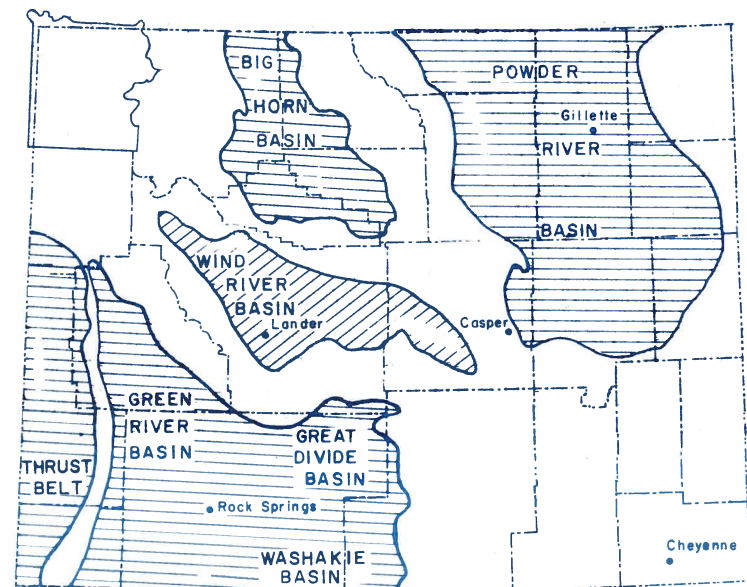 BIG
HORN
BASIN
POWDER
Gillette
RIVER
BASIN
WIND
RIVER
BASIN
Lander
Casper
GREEN
RIVER
BASIN
GREAT
DIVIDE
BASIN
THRUST
BELT
Rock Springs
WASHAKIE
BASIN
Cheyenne